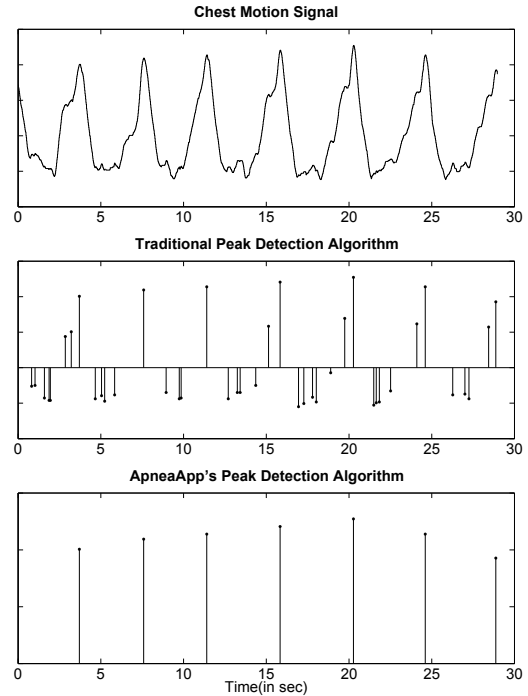 Chest Motion Signal
0 5 10 15 20 25 30
Traditional Peak Detection Algorithm
0 5 10 15 20 25 30
ApneaApp's Peak Detection Algorithm
0 5 10 15 20 25 30
Time(in sec)